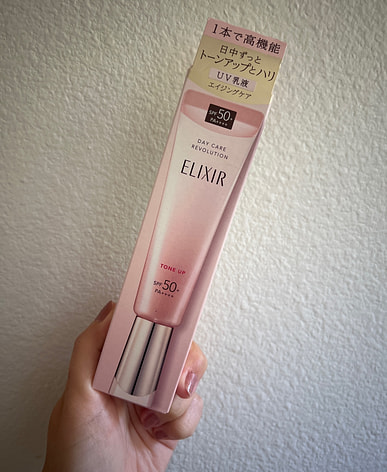 1本で高機能
日中ずっと
トーンアップとハリ
UV乳液
エイジングケア
SPF50+
PA++++
DAY CARE
REVOLUTION
ELIXIR
TONE UP
SPF50+
PA++++